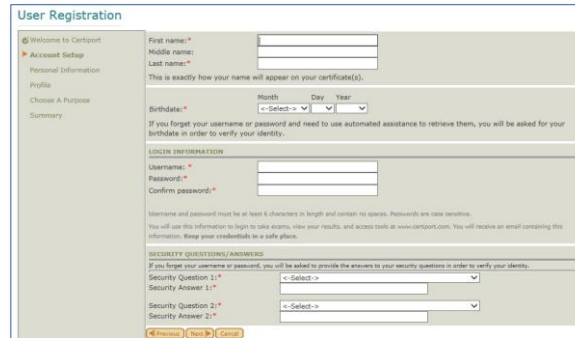 User Registration
Welcome to Certiport
Account Setup
Personal Information
Profile
Choose A Purpose
Summary
First name:*
Middle name:
Last name:*
This is exactly how your name will appear on your certificate(s).
Month Day Year
Birthdate:* <-Select->
If you forget your username or password and need to use automated assistance to retrieve them, you will be asked for your
birthdate in order to verify your identity.
LOGIN INFORMATION
Username: *
Password:*
Confirm password:*
Username and password must be at least 6 characters in length and contain no spaces. Passwords are case sensitive.
You will use this information to login to take exams, view your results, and access tools at www.certiport.com. You will receive an email containing this
information. Keep your credentials in a safe place.
SECURITY QUESTIONS/ANSWERS
If you forget your username or password, you will be asked to provide the answers to your security questions in order to verify your identity.
Security Question 1:* <-Select->
Security Answer 1:*
Security Question 2:* <-Select->
Security Answer 2:*
Previous Next Cancel